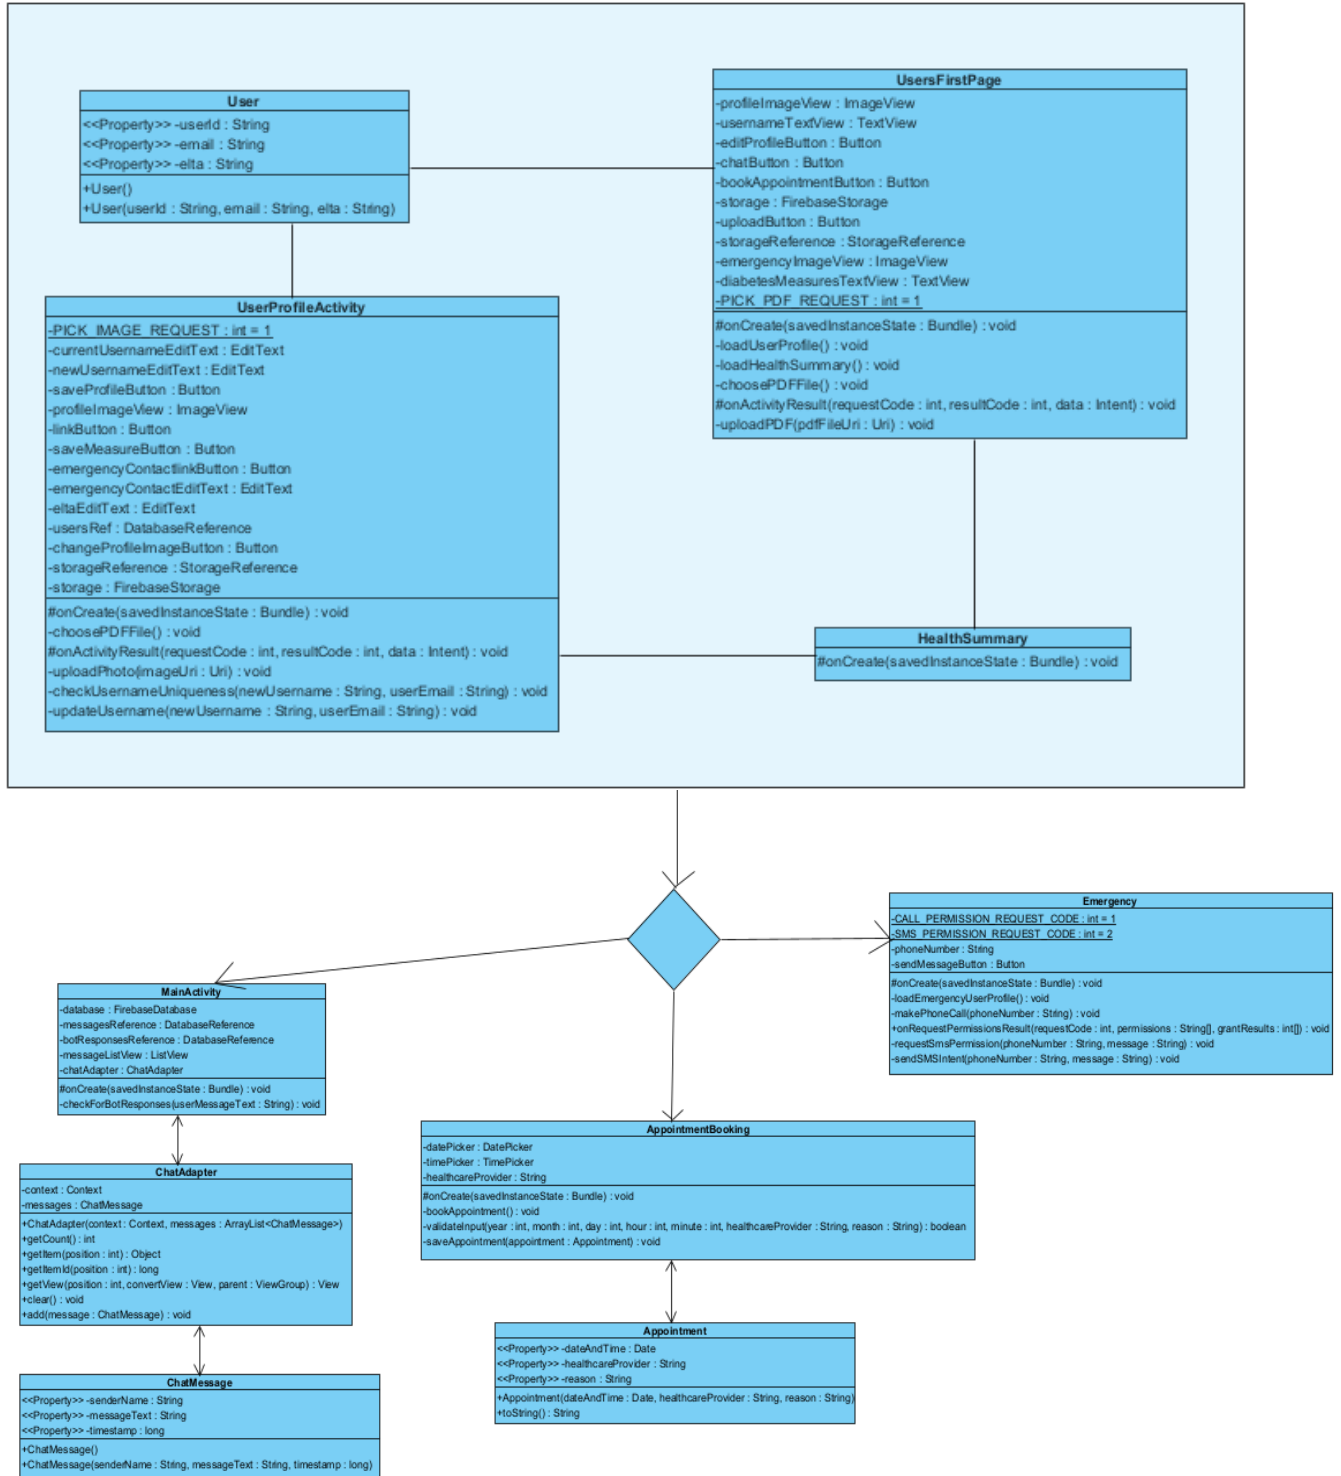 User
<<Property>> -userId : String
<<Property>> -email : String
<<Property>> -elta : String
+User()
+User(userId : String, email : String, elta : String)
UsersFirstPage
-profileImageView : ImageView
-usernameTextView : TextView
-editProfileButton : Button
-chatButton : Button
-bookAppointmentButton : Button
-storage : FirebaseStorage
-uploadButton : Button
-storageReference : StorageReference
-emergencyImageView : ImageView
-diabetesMeasuresTextView : TextView
-PICK_PDF_REQUEST : int = 1
#onCreate(savedInstanceState : Bundle) : void
-loadUserProfile() : void
-loadHealthSummary() : void
-choosePDFFile() : void
#onActivityResult(requestCode : int, resultCode : int, data : Intent) : void
-uploadPDF(pdfFileUri : Uri) : void
UserProfileActivity
-PICK_IMAGE_REQUEST : int = 1
-currentUsernameEditText : EditText
-newUsernameEditText : EditText
-saveProfileButton : Button
-profileImageView : ImageView
-linkButton : Button
-saveMeasureButton : Button
-emergencyContactlinkButton : Button
-emergencyContactEditText : EditText
-eltaEditText : EditText
-usersRef : DatabaseReference
-changeProfileImageButton : Button
-storageReference : StorageReference
-storage : FirebaseStorage
#onCreate(savedInstanceState : Bundle) : void
-choosePDFFile() : void
#onActivityResult(requestCode : int, resultCode : int, data : Intent) : void
-uploadPhoto(imageUri : Uri) : void
-checkUsernameUniqueness(newUsername : String, userEmail : String) : void
-updateUsername(newUsername : String, userEmail : String) : void
HealthSummary
#onCreate(savedInstanceState : Bundle) : void
Emergency
-CALL_PERMISSION_REQUEST_CODE : int = 1
-SMS_PERMISSION_REQUEST_CODE : int = 2
-phoneNumber : String
-sendMessageButton : Button
#onCreate(savedInstanceState : Bundle) : void
-loadEmergencyUserProfile() : void
-makePhoneCall(phoneNumber : String) : void
+onRequestPermissionsResult(requestCode : int, permissions : String[], grantResults : int[]) : void
-requestSmsPermission(phoneNumber : String, message : String) : void
-sendSMSIntent(phoneNumber : String, message : String) : void
MainActivity
-database : FirebaseDatabase
-messagesReference : DatabaseReference
-botResponsesReference : DatabaseReference
-messageListView : ListView
-chatAdapter : ChatAdapter
#onCreate(savedInstanceState : Bundle) : void
-checkForBotResponses(userMessageText : String) : void
AppointmentBooking
-datePicker : DatePicker
-timePicker : TimePicker
-healthcareProvider : String
#onCreate(savedInstanceState : Bundle) : void
-bookAppointment() : void
-validateInput(year : int, month : int, day : int, hour : int, minute : int, healthcareProvider : String, reason : String) : boolean
-saveAppointment(appointment : Appointment) : void
ChatAdapter
-context : Context
-messages : ChatMessage
+ChatAdapter(context : Context, messages : ArrayList<ChatMessage>)
+getCount() : int
+getItem(position : int) : Object
+getItemId(position : int) : long
+getView(position : int, convertView : View, parent : ViewGroup) : View
+clear() : void
+add(message : ChatMessage) : void
Appointment
<<Property>> -dateAndTime : Date
<<Property>> -healthcareProvider : String
<<Property>> -reason : String
+Appointment(dateAndTime : Date, healthcareProvider : String, reason : String)
+toString() : String
ChatMessage
<<Property>> -senderName : String
<<Property>> -messageText : String
<<Property>> -timestamp : long
+ChatMessage()
+ChatMessage(senderName : String, messageText : String, timestamp : long)